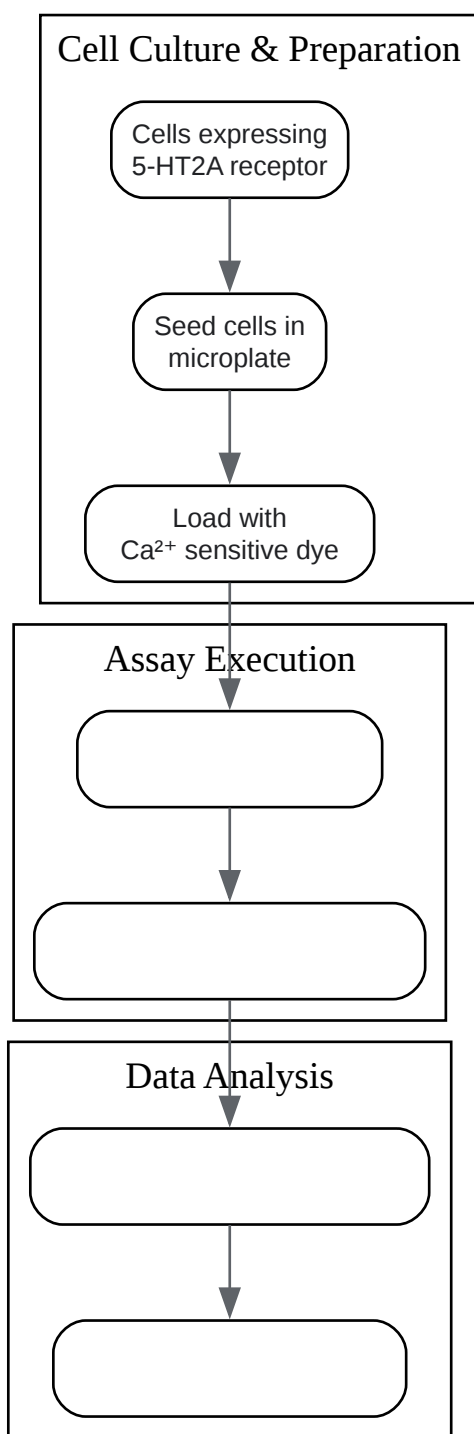 Cell Culture & Preparation
Cells expressing
5-HT2A receptor
Seed cells in
microplate
Load with
Ca²⁺ sensitive dye
Assay Execution
Data Analysis